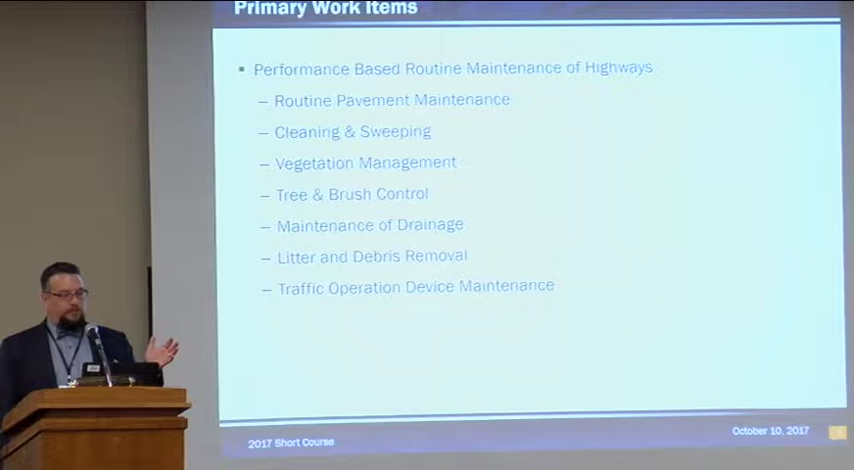 Primary Work Items
▪ Performance Based Routine Maintenance of Highways
– Routine Pavement Maintenance
– Cleaning & Sweeping
– Vegetation Management
– Tree & Brush Control
– Maintenance of Drainage
– Litter and Debris Removal
– Traffic Operation Device Maintenance
2017 Short Course
October 10, 2017